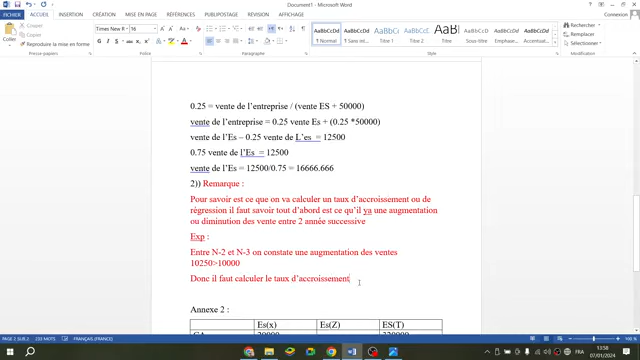 Document1 - Word
Connexion
FICHIER ACCUEIL INSERTION MISE EN PAGE RÉFÉRENCES PUBLIPOSTAGE RÉVISION AFFICHAGE
Coller
Couper
Copier
Reproduire la mise en forme
Times New R 16
AaBbCcDd AaBbCcDd AaBbC AaBbCcD AaB AaBbCcC AaBbCcDd AaBbCcDd
¶ Normal ¶ Sans int... Titre 1 Titre 2 Titre Sous-titre Emphase p... Accentuat...
Rechercher
Remplacer
Sélectionner
Presse-papiers Police Paragraphe Style Modification
0.25 = vente de l’entreprise / (vente ES + 50000)
vente de l’entreprise = 0.25 vente Es + (0.25 *50000)
vente de l’Es – 0.25 vente de L’es = 12500
0.75 vente de l’Es = 12500
vente de l’Es = 12500/0.75 = 16666.666
2)) Remarque :
Pour savoir est ce que on va calculer un taux d’accroissement ou de
régression il faut savoir tout d’abord est ce qu’il ya une augmentation
ou diminution des vente entre 2 année successive
Exp :
Entre N-2 et N-3 on constate une augmentation des ventes
10250>10000
Donc il faut calculer le taux d’accroissement
Annexe 2 :
Es(x) Es(Z) ES(T)
CA 20000 320000
FRANÇAIS (FRANCE)
100 %
FRA
13:58
07/01/2024